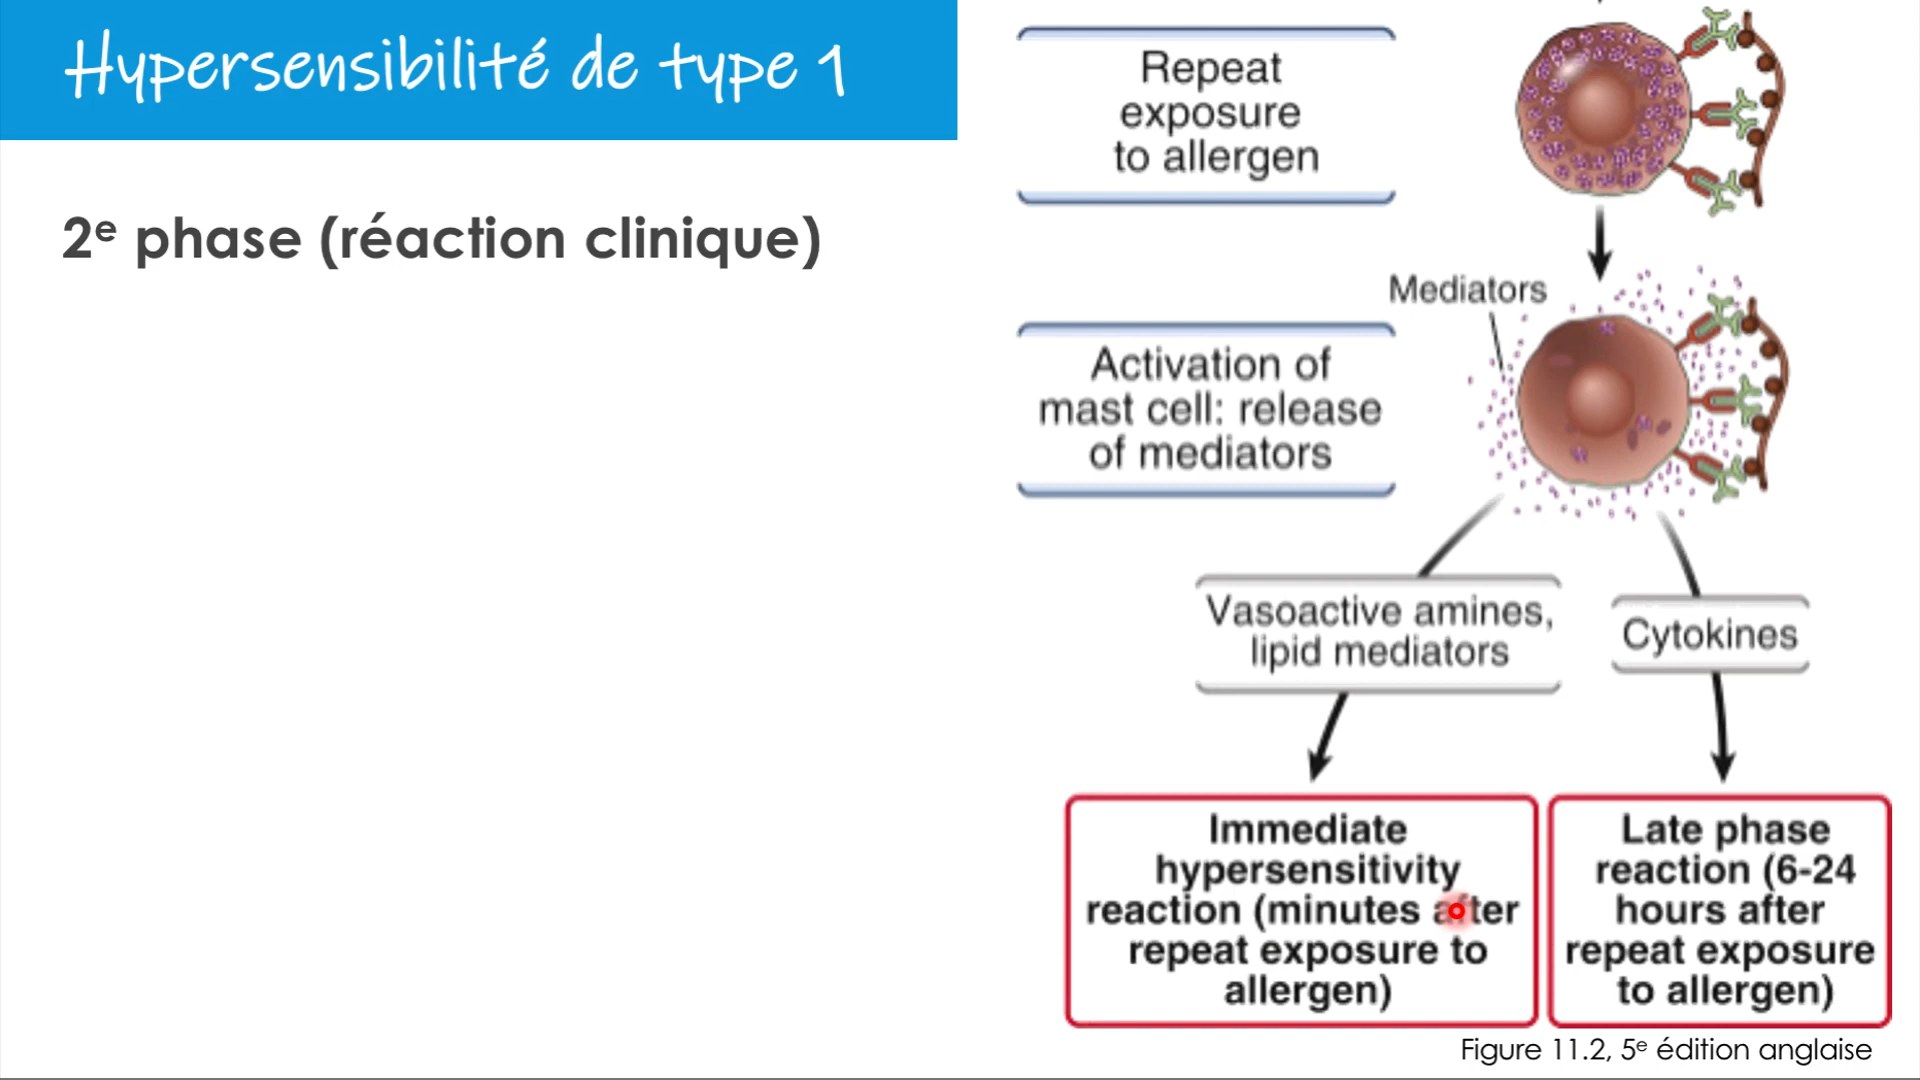 Hypersensibilité de type 1
2e phase (réaction clinique)
Repeat
exposure
to allergen
Mediators
Activation of
mast cell: release
of mediators
Vasoactive amines,
lipid mediators
Cytokines
Immediate
hypersensitivity
reaction (minutes after
repeat exposure to
allergen)
Late phase
reaction (6-24
hours after
repeat exposure
to allergen)
Figure 11.2, 5e édition anglaise